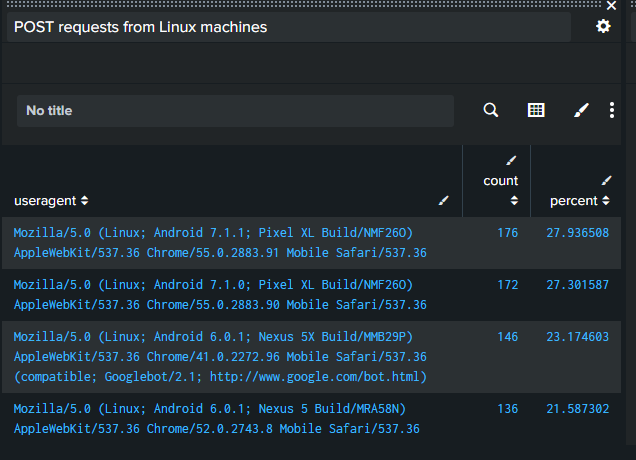 POST requests from Linux machines
No title
useragent
count
percent
Mozilla/5.0 (Linux; Android 7.1.1; Pixel XL Build/NMF26O) 176 27.936508
AppleWebKit/537.36 Chrome/55.0.2883.91 Mobile Safari/537.36
Mozilla/5.0 (Linux; Android 7.1.0; Pixel XL Build/NMF26O) 172 27.301587
AppleWebKit/537.36 Chrome/55.0.2883.90 Mobile Safari/537.36
Mozilla/5.0 (Linux; Android 6.0.1; Nexus 5X Build/MMB29P) 146 23.174603
AppleWebKit/537.36 Chrome/41.0.2272.96 Mobile Safari/537.36
(compatible; Googlebot/2.1; http://www.google.com/bot.html)
Mozilla/5.0 (Linux; Android 6.0.1; Nexus 5 Build/MRA58N) 136 21.587302
AppleWebKit/537.36 Chrome/52.0.2743.8 Mobile Safari/537.36